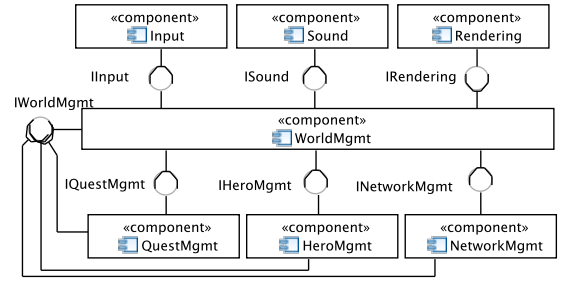 «component» «component» «component»
Input Sound Rendering
IInput ISound IRendering
IWorldMgmt
«component»
WorldMgmt
IQuestMgmt IHeroMgmt INetworkMgmt
«component» «component» «component»
QuestMgmt HeroMgmt NetworkMgmt